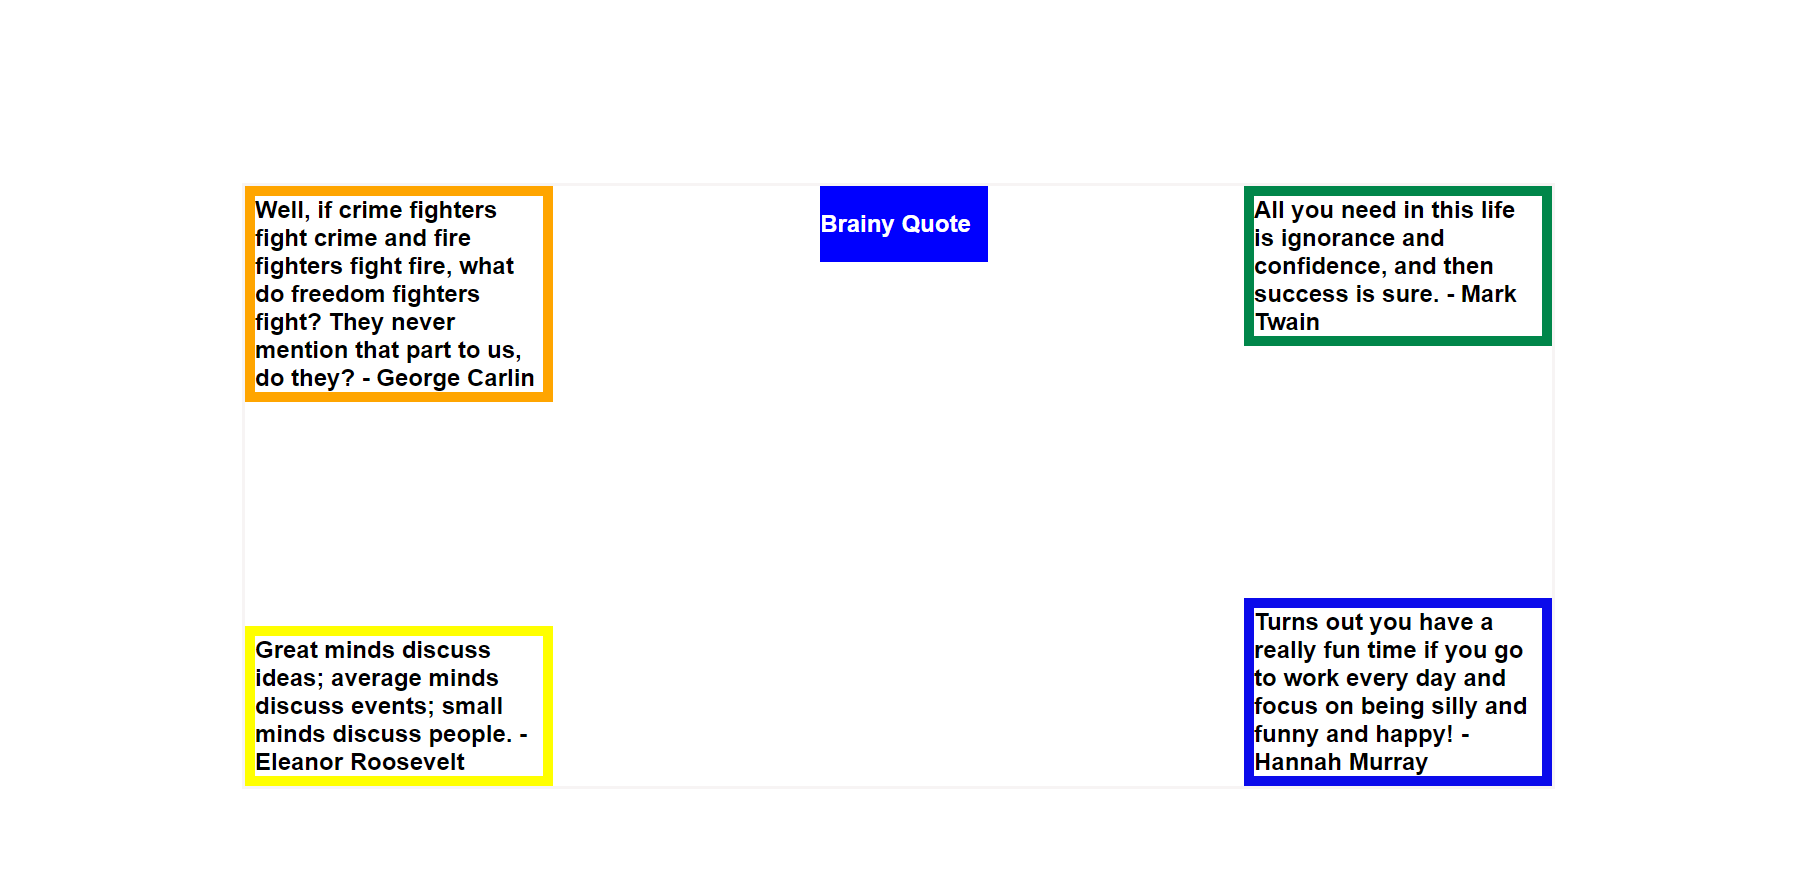 Well, if crime fighters
fight crime and fire
fighters fight fire, what
do freedom fighters
fight? They never
mention that part to us,
do they? - George Carlin
Brainy Quote
All you need in this life
is ignorance and
confidence, and then
success is sure. - Mark
Twain
Great minds discuss
ideas; average minds
discuss events; small
minds discuss people. -
Eleanor Roosevelt
Turns out you have a
really fun time if you go
to work every day and
focus on being silly and
funny and happy! -
Hannah Murray